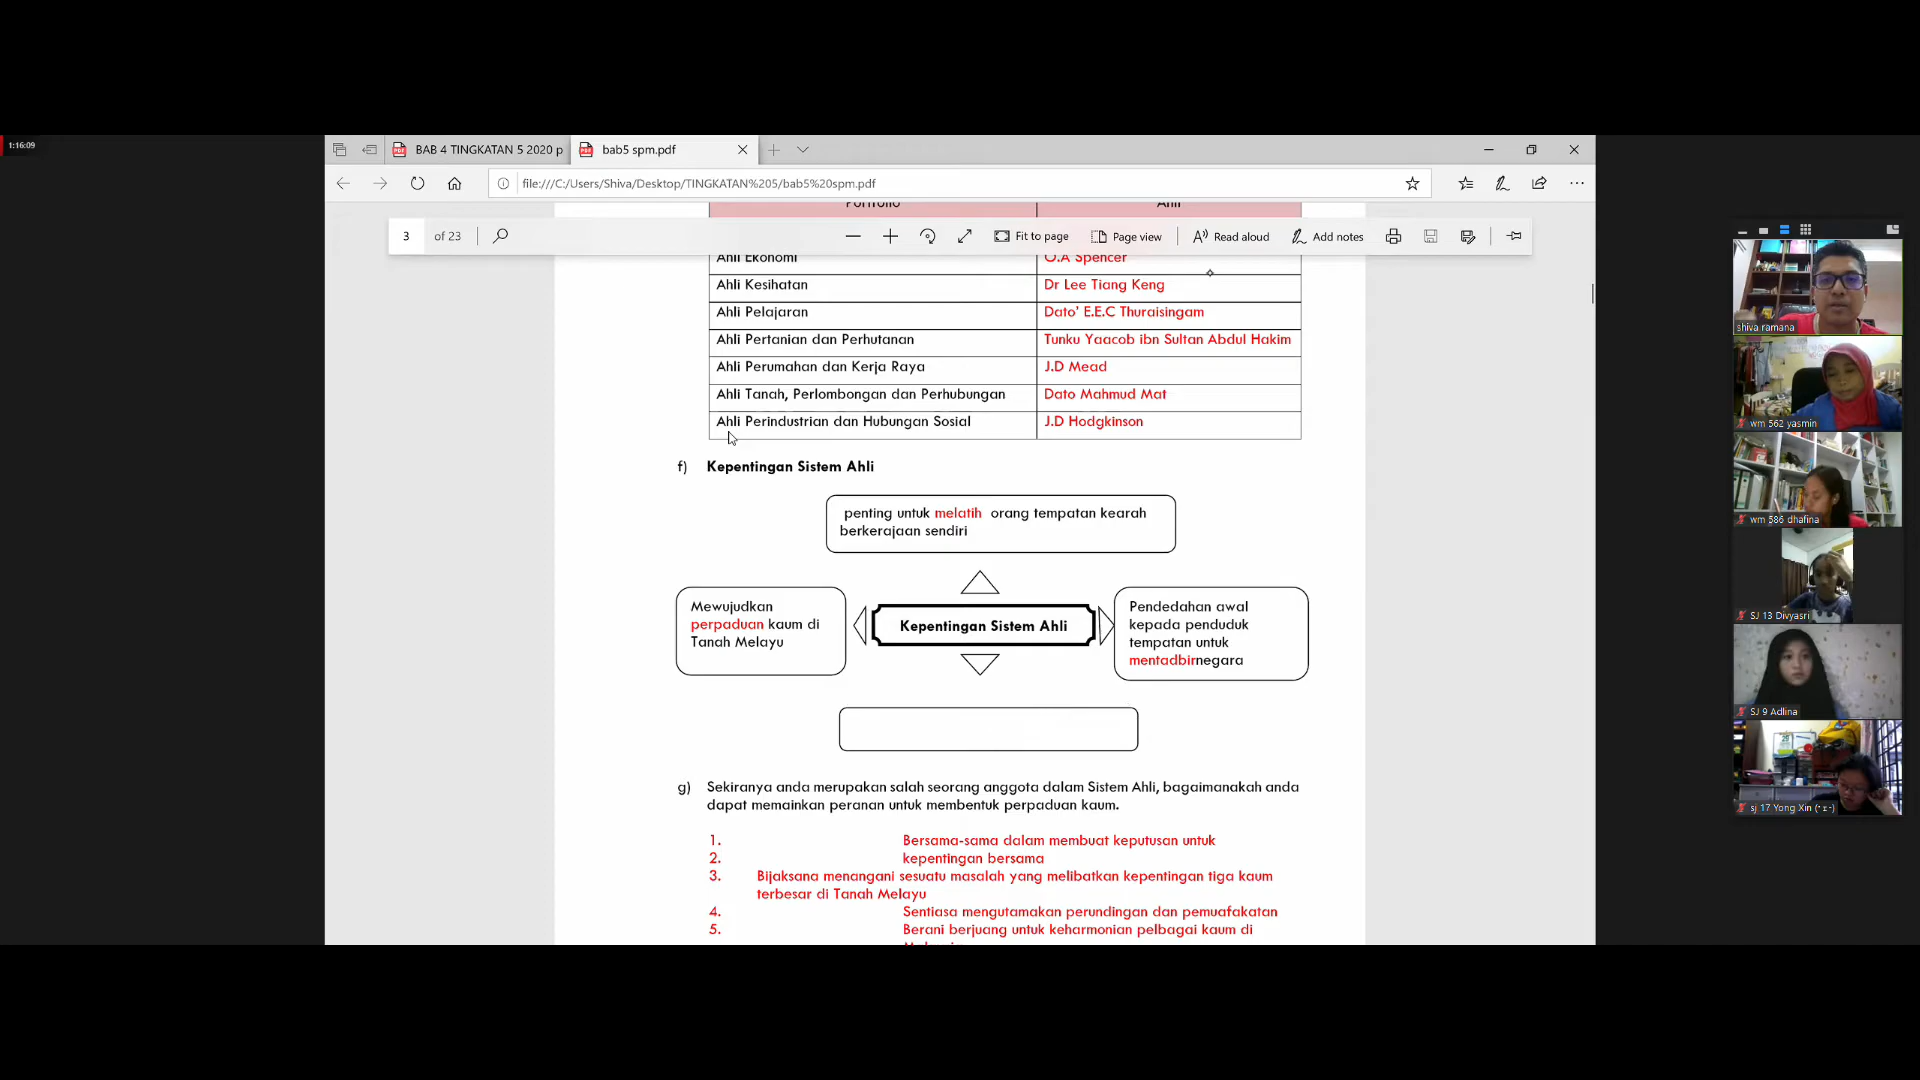 1:16:09
BAB 4 TINGKATAN 5 2020 p
bab5 spm.pdf
file:///C:/Users/Shiva/Desktop/TINGKATAN%205/bab5%20spm.pdf
Portfolio
Ahli
3
of 23
Fit to page
Page view
Read aloud
Add notes
Ahli Ekonomi
O.A Spencer
Ahli Kesihatan
Dr Lee Tiang Keng
Ahli Pelajaran
Dato' E.E.C Thuraisingam
Ahli Pertanian dan Perhutanan
Tunku Yaacob ibn Sultan Abdul Hakim
Ahli Perumahan dan Kerja Raya
J.D Mead
Ahli Tanah, Perlombongan dan Perhubungan
Dato Mahmud Mat
Ahli Perindustrian dan Hubungan Sosial
J.D Hodgkinson
f) Kepentingan Sistem Ahli
penting untuk melatih orang tempatan kearah
berkerajaan sendiri
Mewujudkan
perpaduan kaum di
Tanah Melayu
Kepentingan Sistem Ahli
Pendedahan awal
kepada penduduk
tempatan untuk
mentadbirnegara
g) Sekiranya anda merupakan salah seorang anggota dalam Sistem Ahli, bagaimanakah anda
dapat memainkan peranan untuk membentuk perpaduan kaum.
1. Bersama-sama dalam membuat keputusan untuk
2. kepentingan bersama
3. Bijaksana menangani sesuatu masalah yang melibatkan kepentingan tiga kaum
terbesar di Tanah Melayu
4. Sentiasa mengutamakan perundingan dan pemuafakatan
5. Berani berjuang untuk keharmonian pelbagai kaum di
shiva ramana
wm 562 yasmin
wm 586 dhafina
SJ 13 Divyasri
SJ 9 Adlina
sj 17 Yong Xin